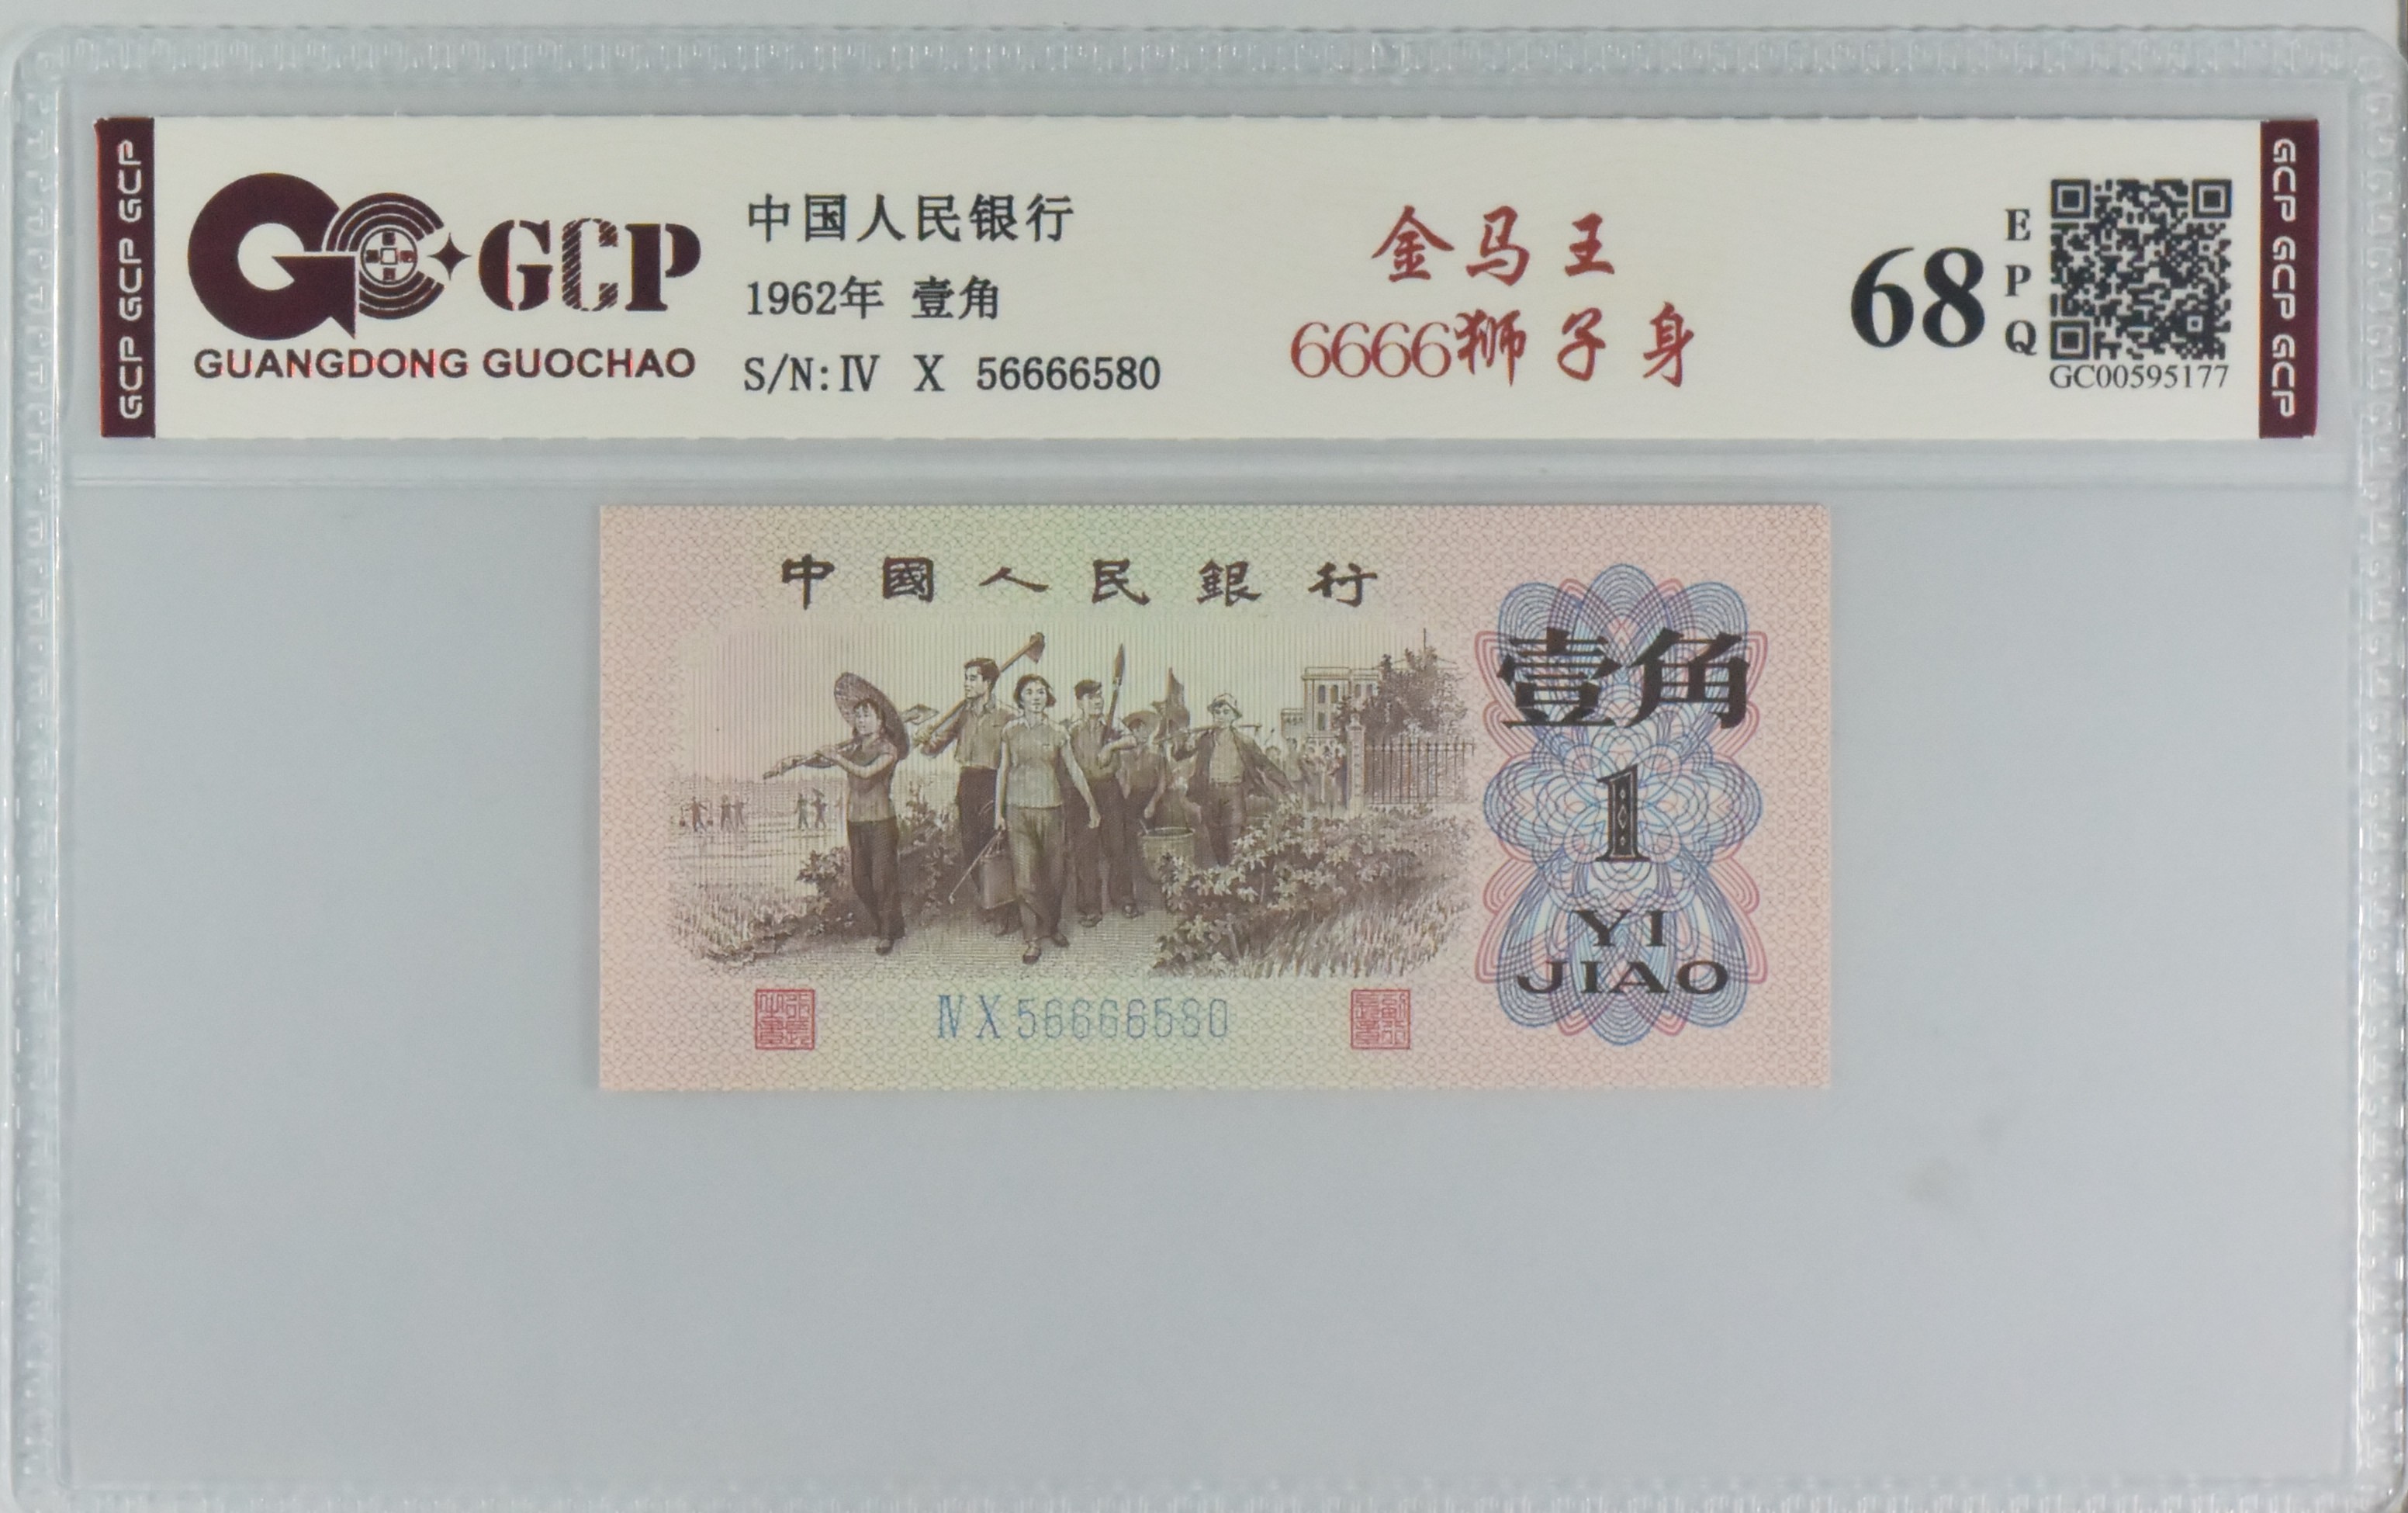 GCP GCP GCP
GCP
GUANGDONG GUOCHAO
中国人民银行
1962年 壹角
S/N:Ⅳ X 56666580
金马王
6666狮子身
68
EPQ
GC00595177
GCP GCP GCP
中國人民銀行
壹角
1
YI
JIAO
ⅣX56666580